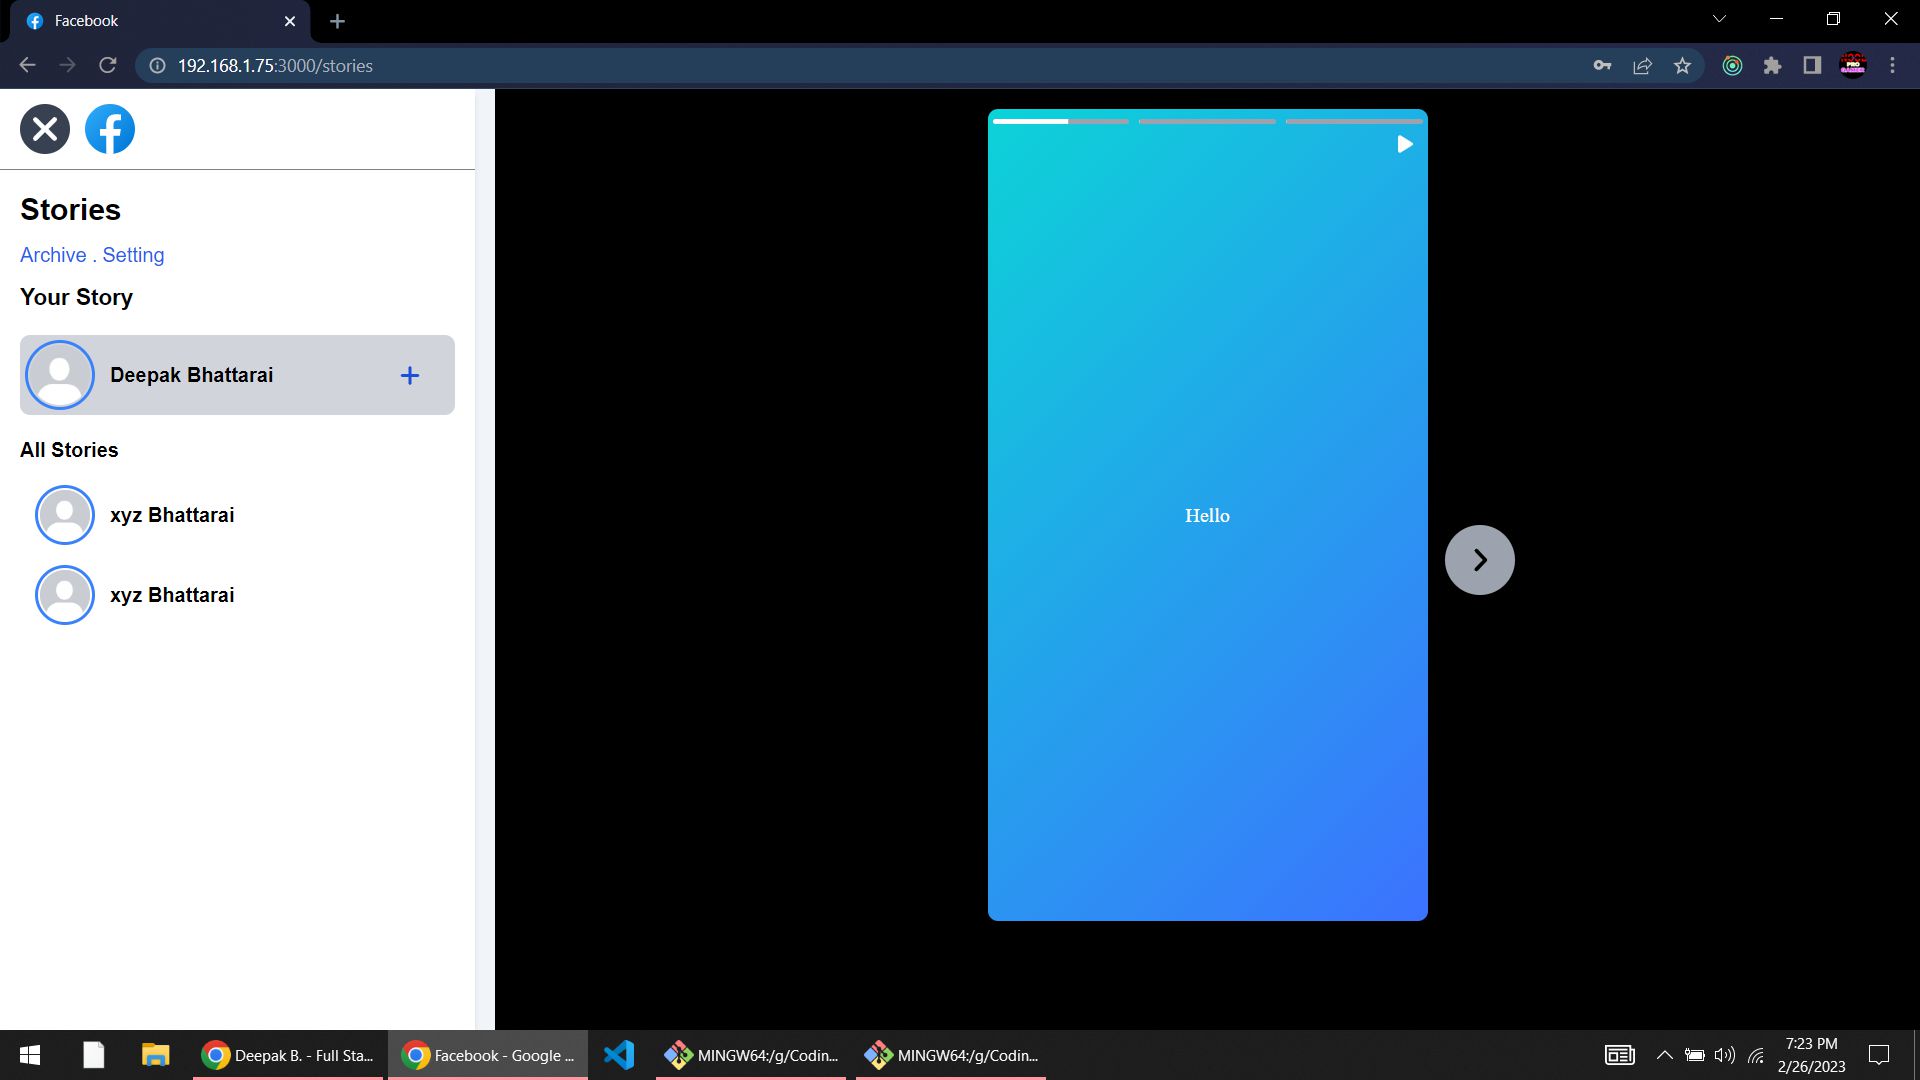 Facebook
192.168.1.75:3000/stories
Stories
Archive . Setting
Your Story
Deepak Bhattarai
All Stories
xyz Bhattarai
xyz Bhattarai
Hello
Deepak B. - Full Sta...
Facebook - Google ...
MINGW64:/g/Codin...
MINGW64:/g/Codin...
7:23 PM
2/26/2023